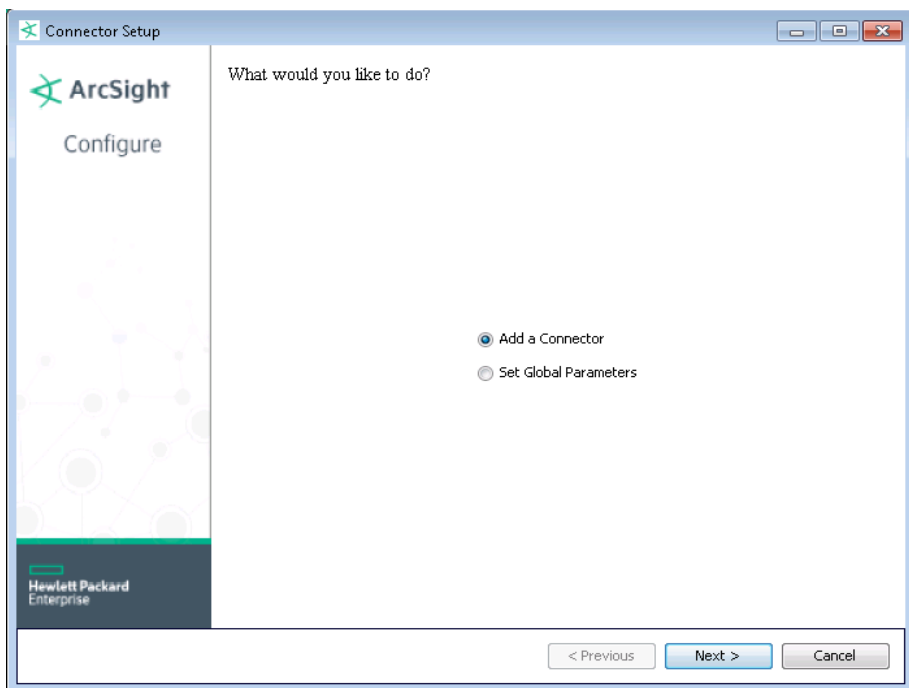 Connector Setup
ArcSight
Configure
What would you like to do?
Add a Connector
Set Global Parameters
Hewlett Packard
Enterprise
< Previous
Next >
Cancel